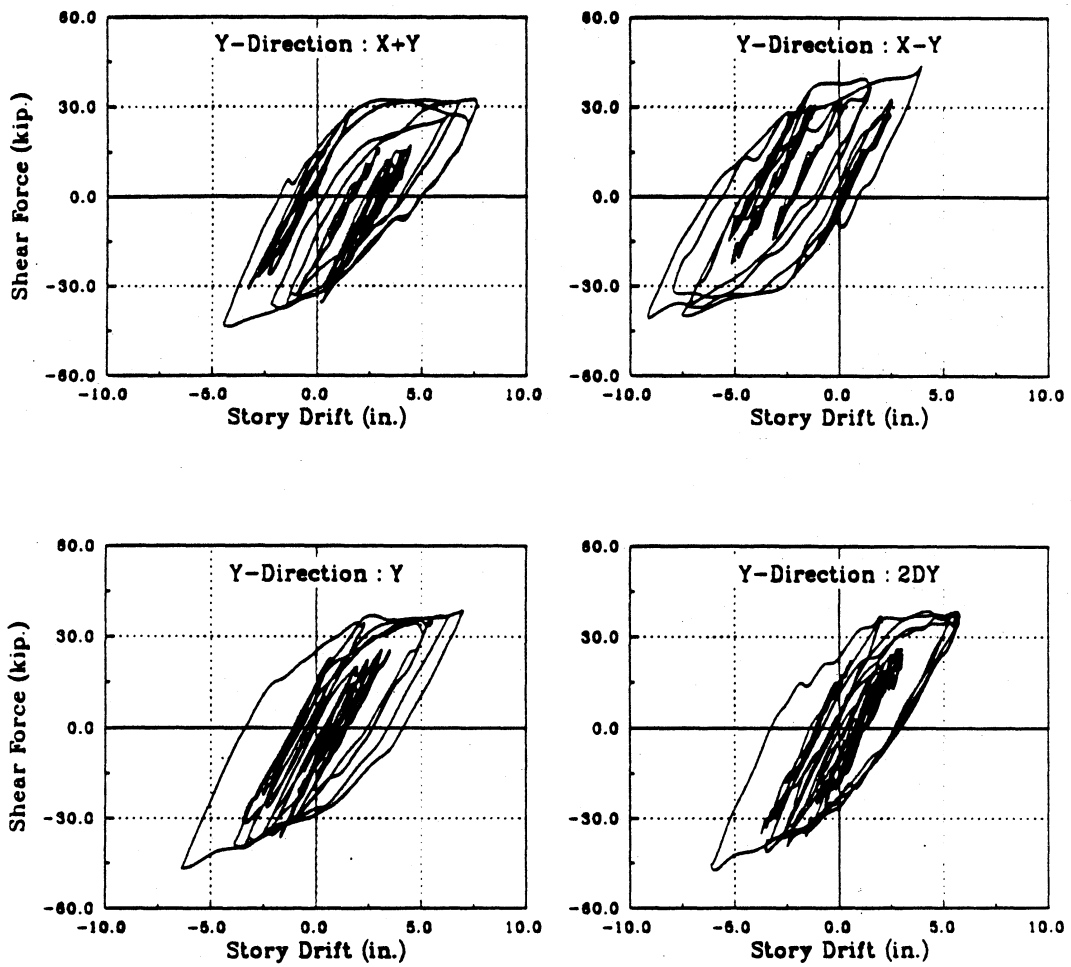 60.0
Y-Direction : X+Y
30.0
0.0
-30.0
-60.0
-10.0 -5.0 0.0 5.0 10.0
Story Drift (in.)
Shear Force (kip.)
60.0
Y-Direction : X-Y
30.0
0.0
-30.0
-60.0
-10.0 -5.0 0.0 5.0 10.0
Story Drift (in.)
60.0
Y-Direction : Y
30.0
0.0
-30.0
-60.0
-10.0 -5.0 0.0 5.0 10.0
Story Drift (in.)
Shear Force (kip.)
60.0
Y-Direction : 2DY
30.0
0.0
-30.0
-60.0
-10.0 -5.0 0.0 5.0 10.0
Story Drift (in.)